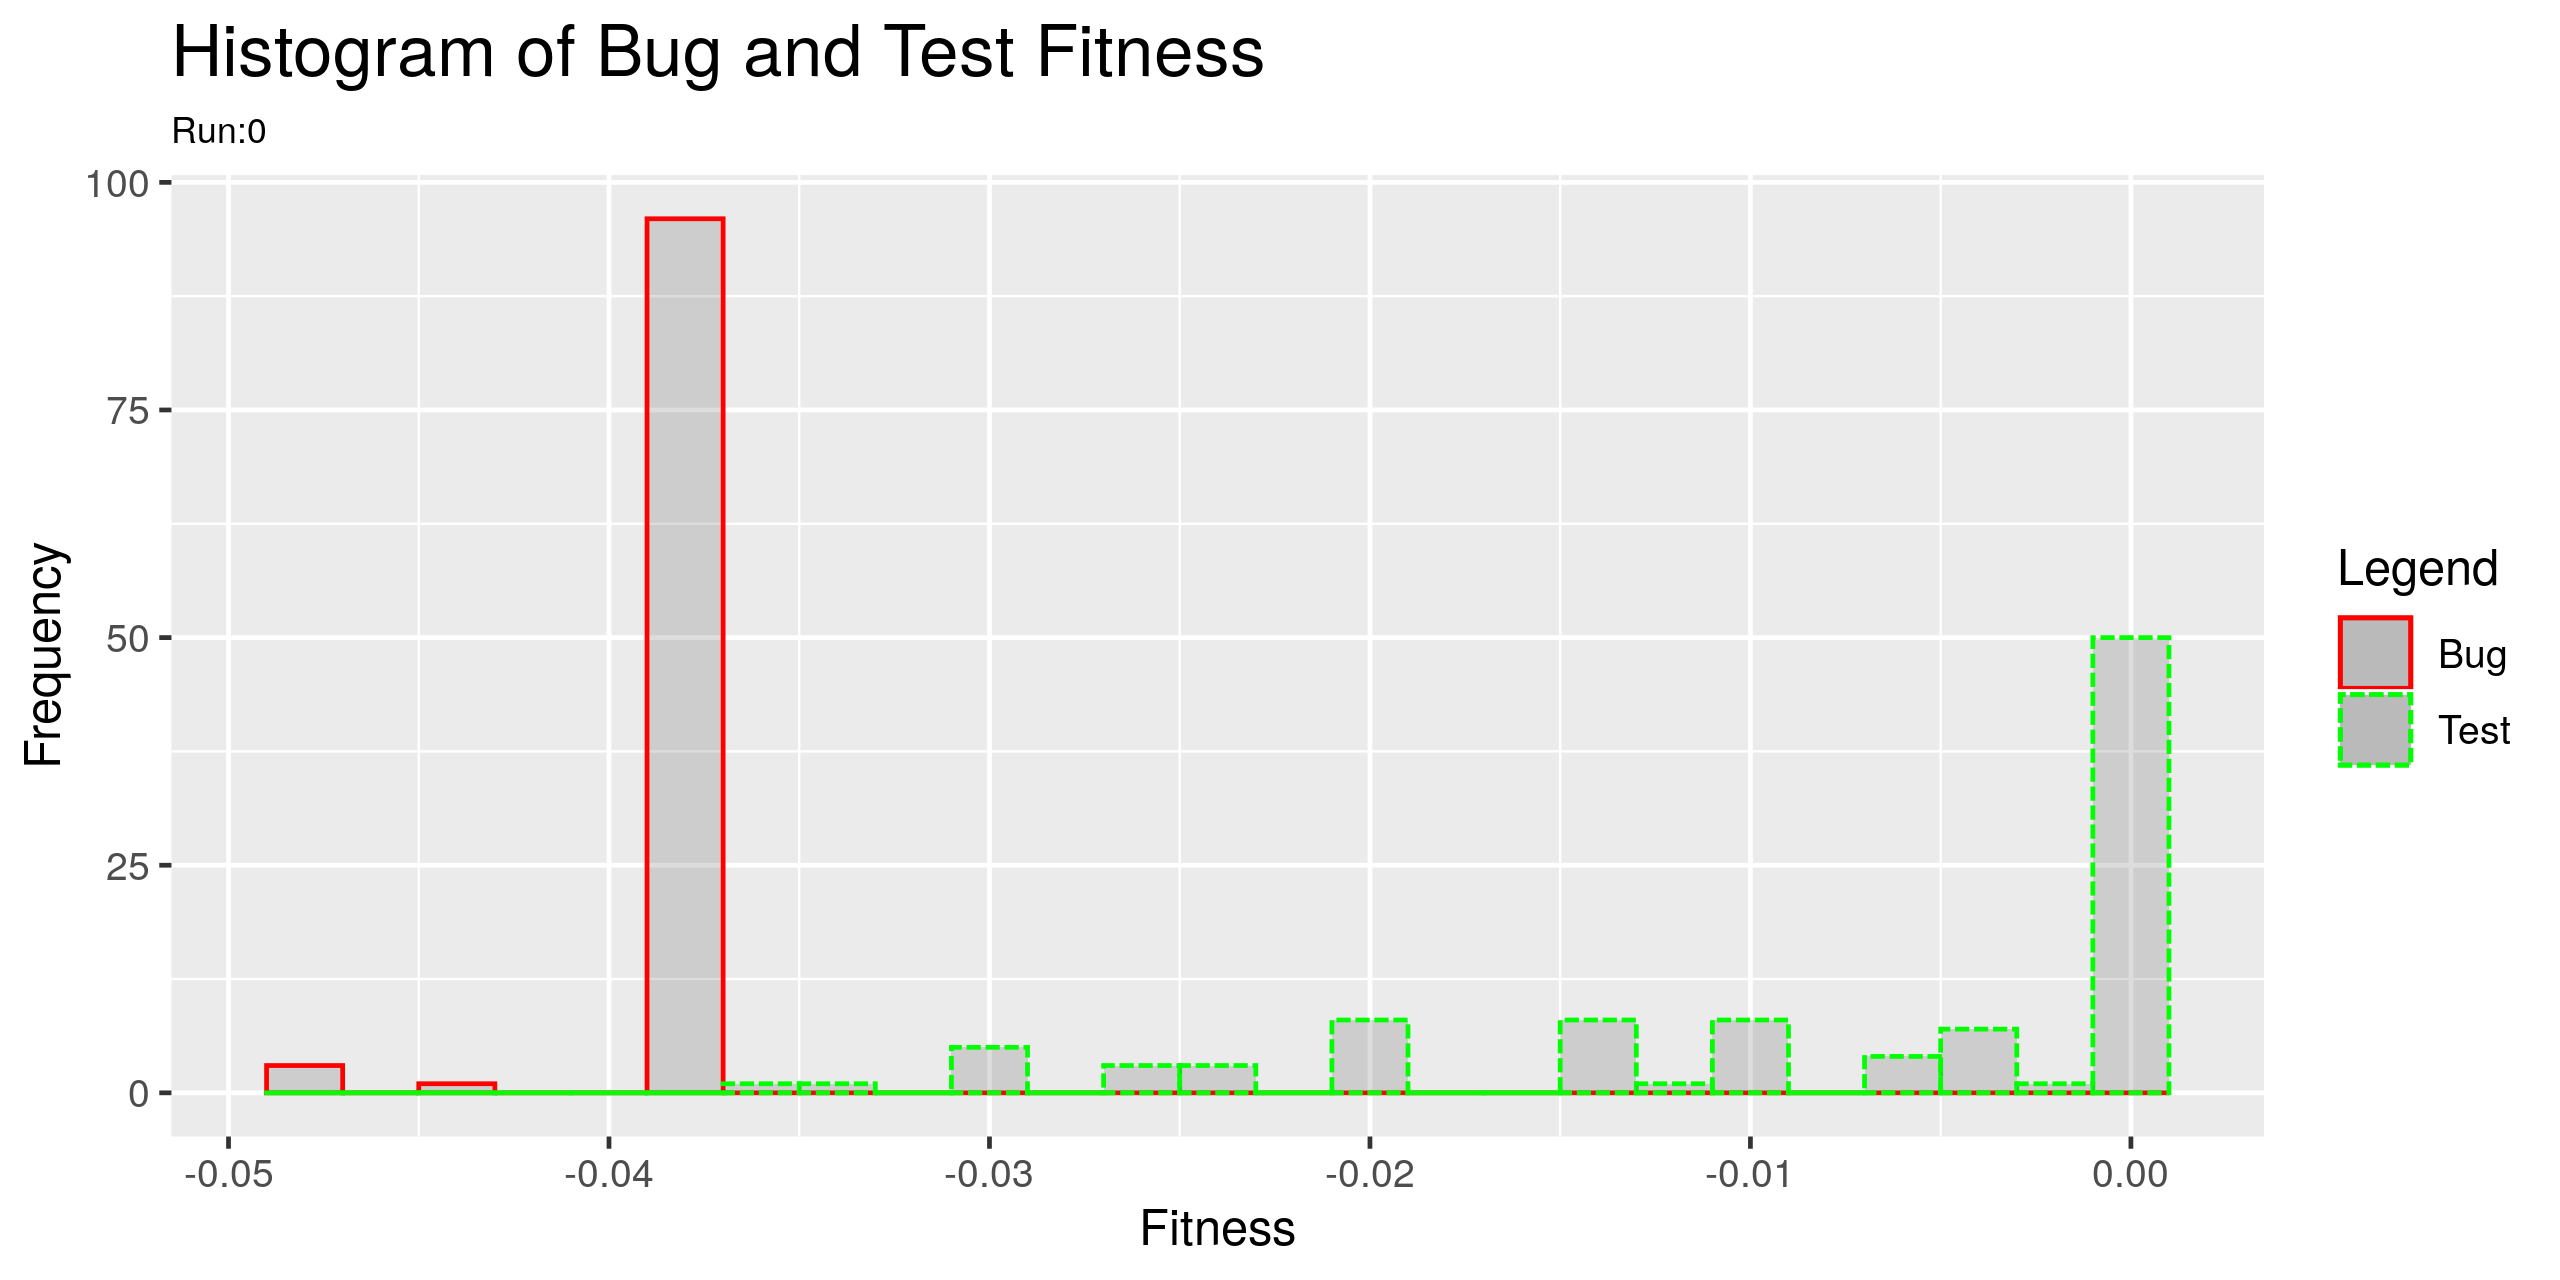 Histogram of Bug and Test Fitness
Run:0
100
75
50
25
0
Frequency
-0.05 -0.04 -0.03 -0.02 -0.01 0.00
Fitness
Legend
Bug
Test